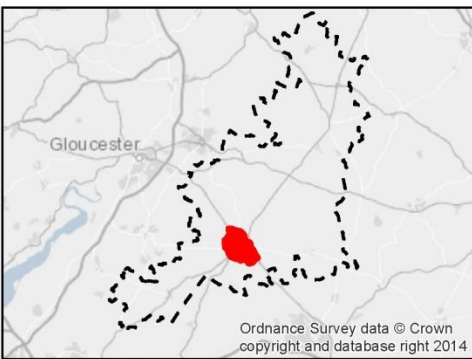 Gloucester
Ordnance Survey data © Crown
copyright and database right 2014